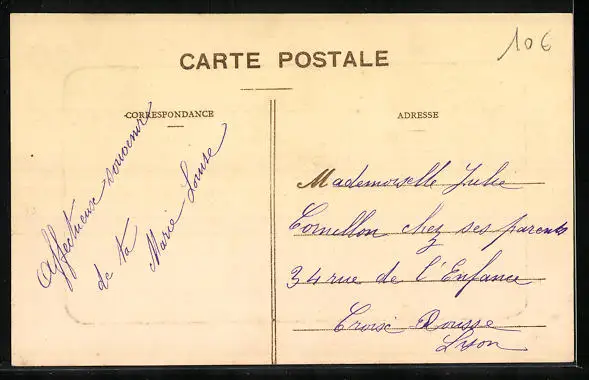 106
CARTE POSTALE
CORRESPONDANCE
ADRESSE
Affectueux souvenir
de ta
Marie Louise
Mademoiselle Julie
Cornillon chez ses parents
34 rue de l'Enfance
Croix Rousse
Lyon